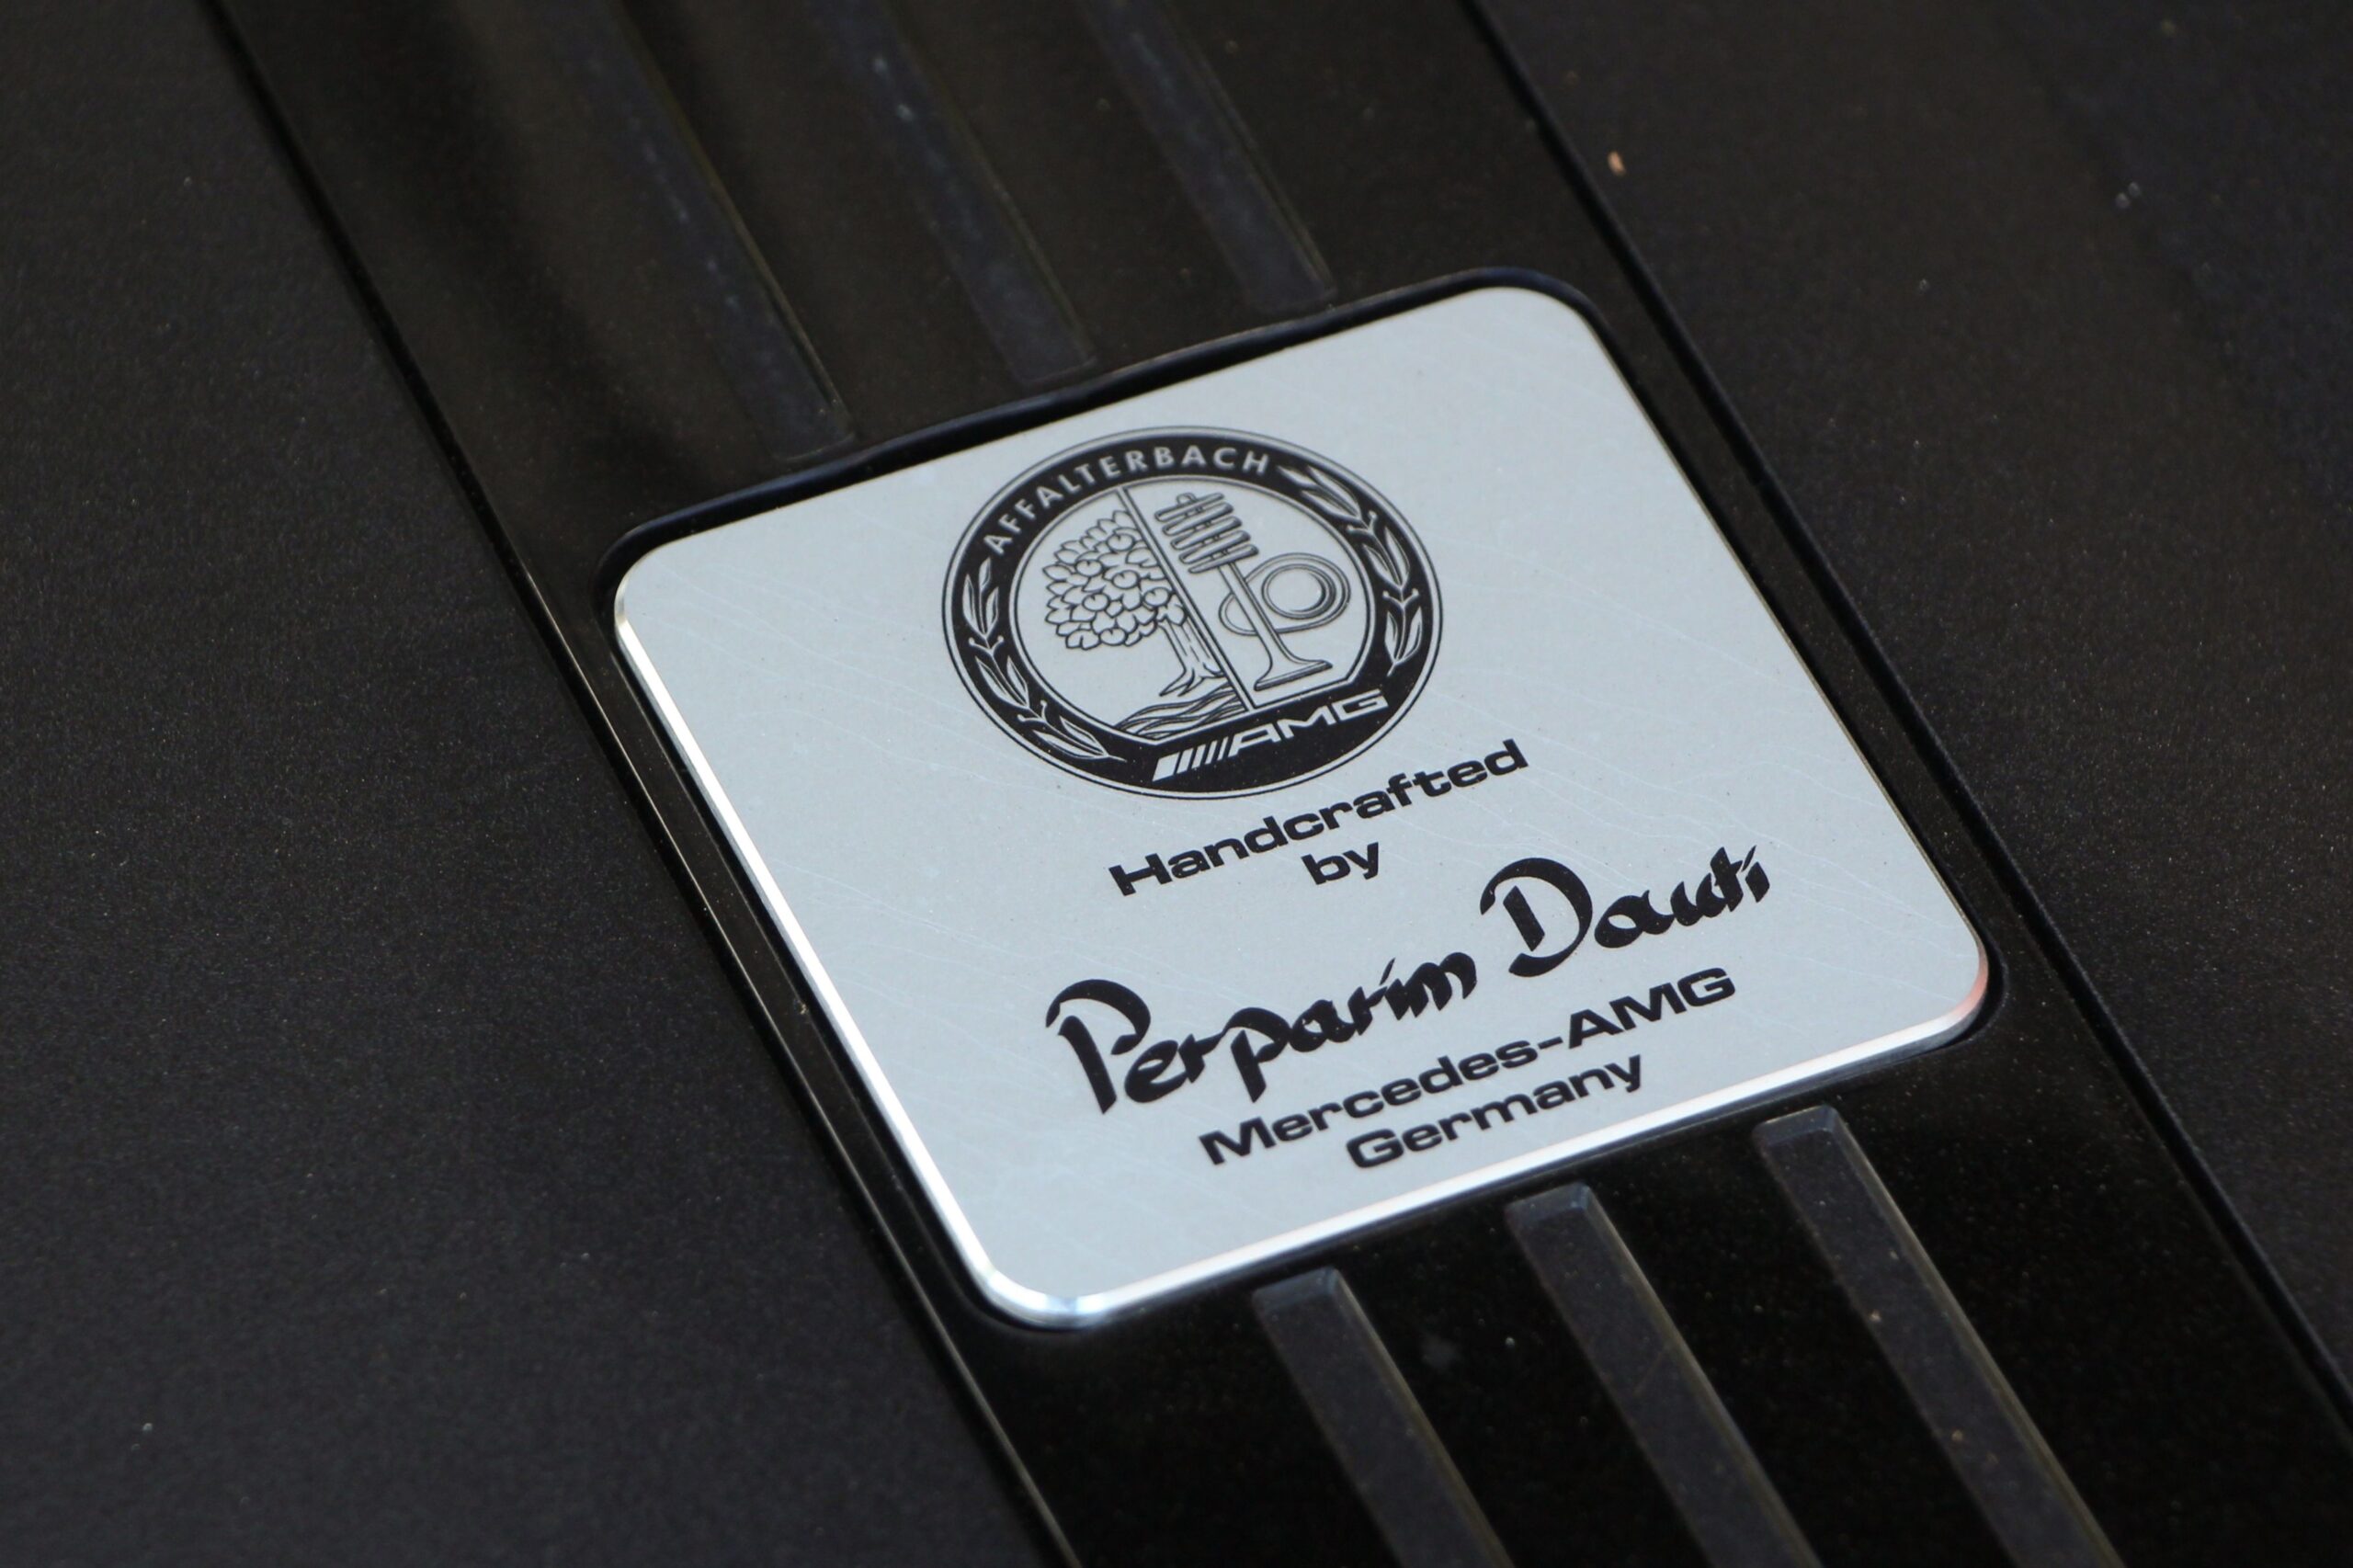 AFFALTERBACH
AMG
Handcrafted
by
Perparim Dauti
Mercedes-AMG
Germany